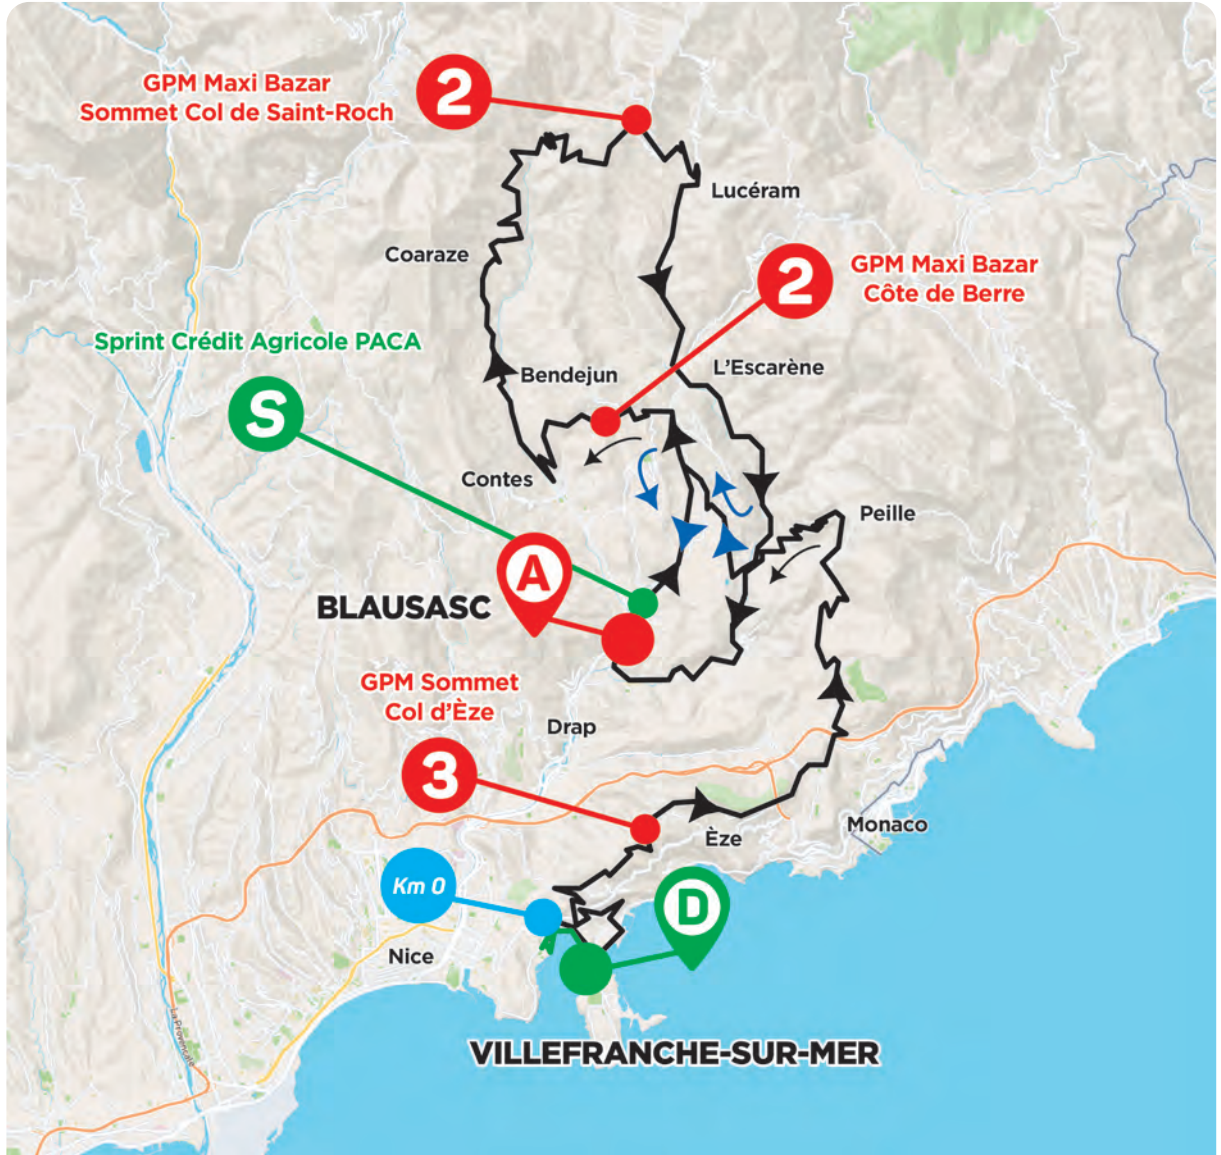 GPM Maxi Bazar
Sommet Col de Saint-Roch
2
Lucéram
Coaraze
2
GPM Maxi Bazar
Côte de Berre
Sprint Crédit Agricole PACA
S
Bendejun
L'Escarène
Contes
Peille
A
BLAUSASC
GPM Sommet
Col d'Èze
Drap
3
Èze
Monaco
Km 0
D
Nice
La Provençale
VILLEFRANCHE-SUR-MER